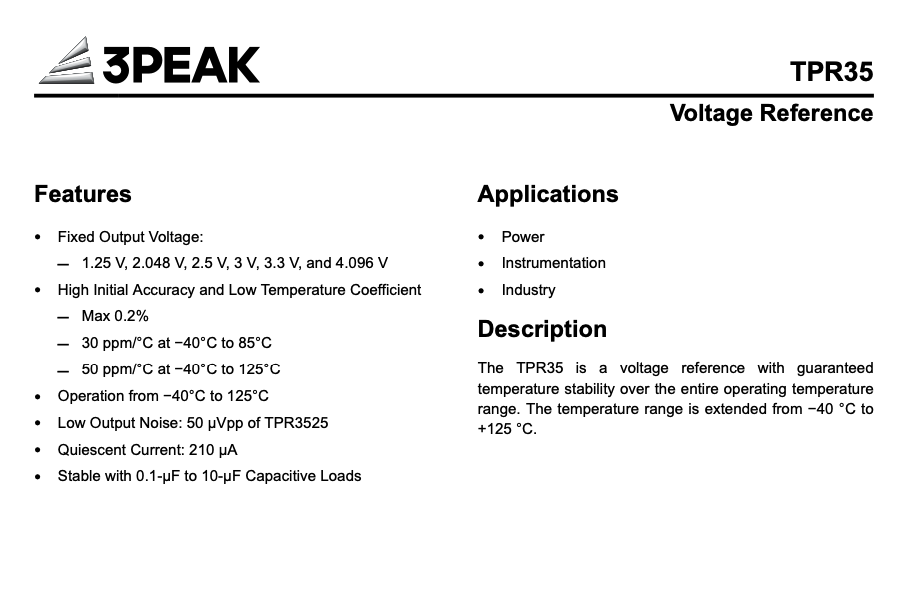 3PEAK
TPR35
Voltage Reference
Features
• Fixed Output Voltage:
– 1.25 V, 2.048 V, 2.5 V, 3 V, 3.3 V, and 4.096 V
• High Initial Accuracy and Low Temperature Coefficient
– Max 0.2%
– 30 ppm/°C at −40°C to 85°C
– 50 ppm/°C at −40°C to 125°C
• Operation from −40°C to 125°C
• Low Output Noise: 50 µVpp of TPR3525
• Quiescent Current: 210 µA
• Stable with 0.1-µF to 10-µF Capacitive Loads
Applications
• Power
• Instrumentation
• Industry
Description
The TPR35 is a voltage reference with guaranteed
temperature stability over the entire operating temperature
range. The temperature range is extended from −40 °C to
+125 °C.